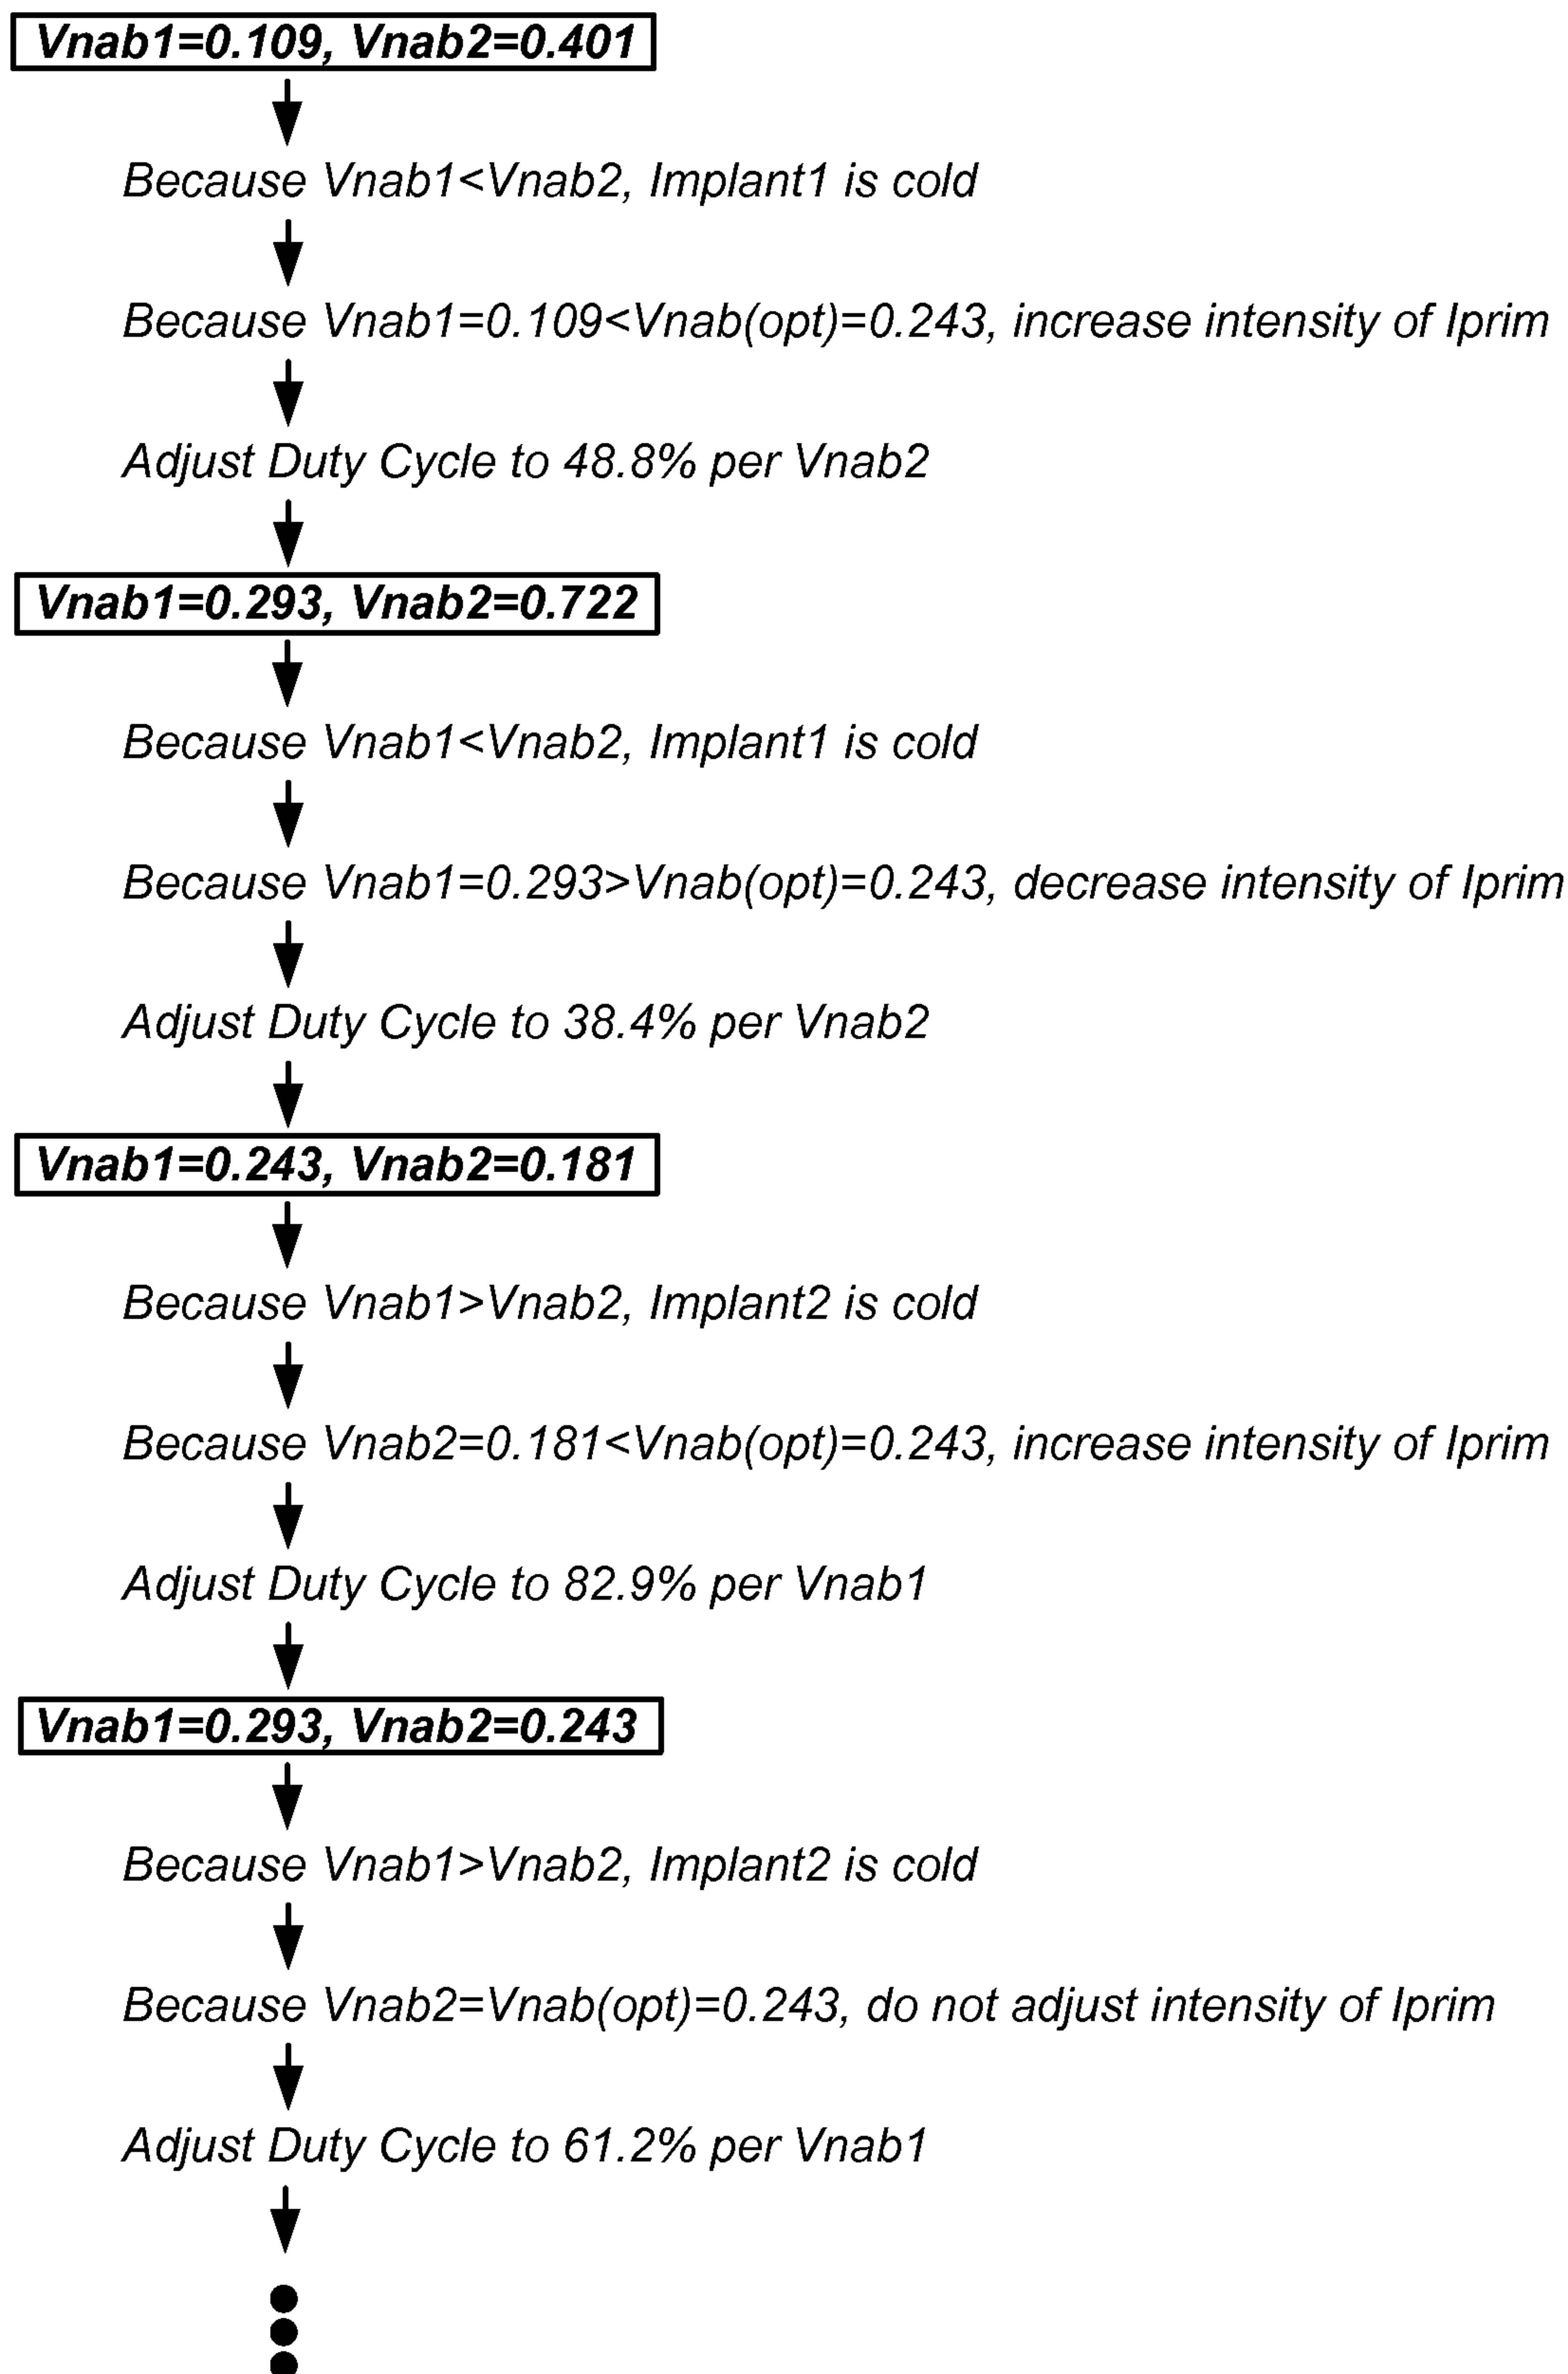 Vnab1=0.109, Vnab2=0.401
Because Vnab1<Vnab2, Implant1 is cold
Because Vnab1=0.109<Vnab(opt)=0.243, increase intensity of Iprim
Adjust Duty Cycle to 48.8% per Vnab2
Vnab1=0.293, Vnab2=0.722
Because Vnab1<Vnab2, Implant1 is cold
Because Vnab1=0.293>Vnab(opt)=0.243, decrease intensity of Iprim
Adjust Duty Cycle to 38.4% per Vnab2
Vnab1=0.243, Vnab2=0.181
Because Vnab1>Vnab2, Implant2 is cold
Because Vnab2=0.181<Vnab(opt)=0.243, increase intensity of Iprim
Adjust Duty Cycle to 82.9% per Vnab1
Vnab1=0.293, Vnab2=0.243
Because Vnab1>Vnab2, Implant2 is cold
Because Vnab2=Vnab(opt)=0.243, do not adjust intensity of Iprim
Adjust Duty Cycle to 61.2% per Vnab1